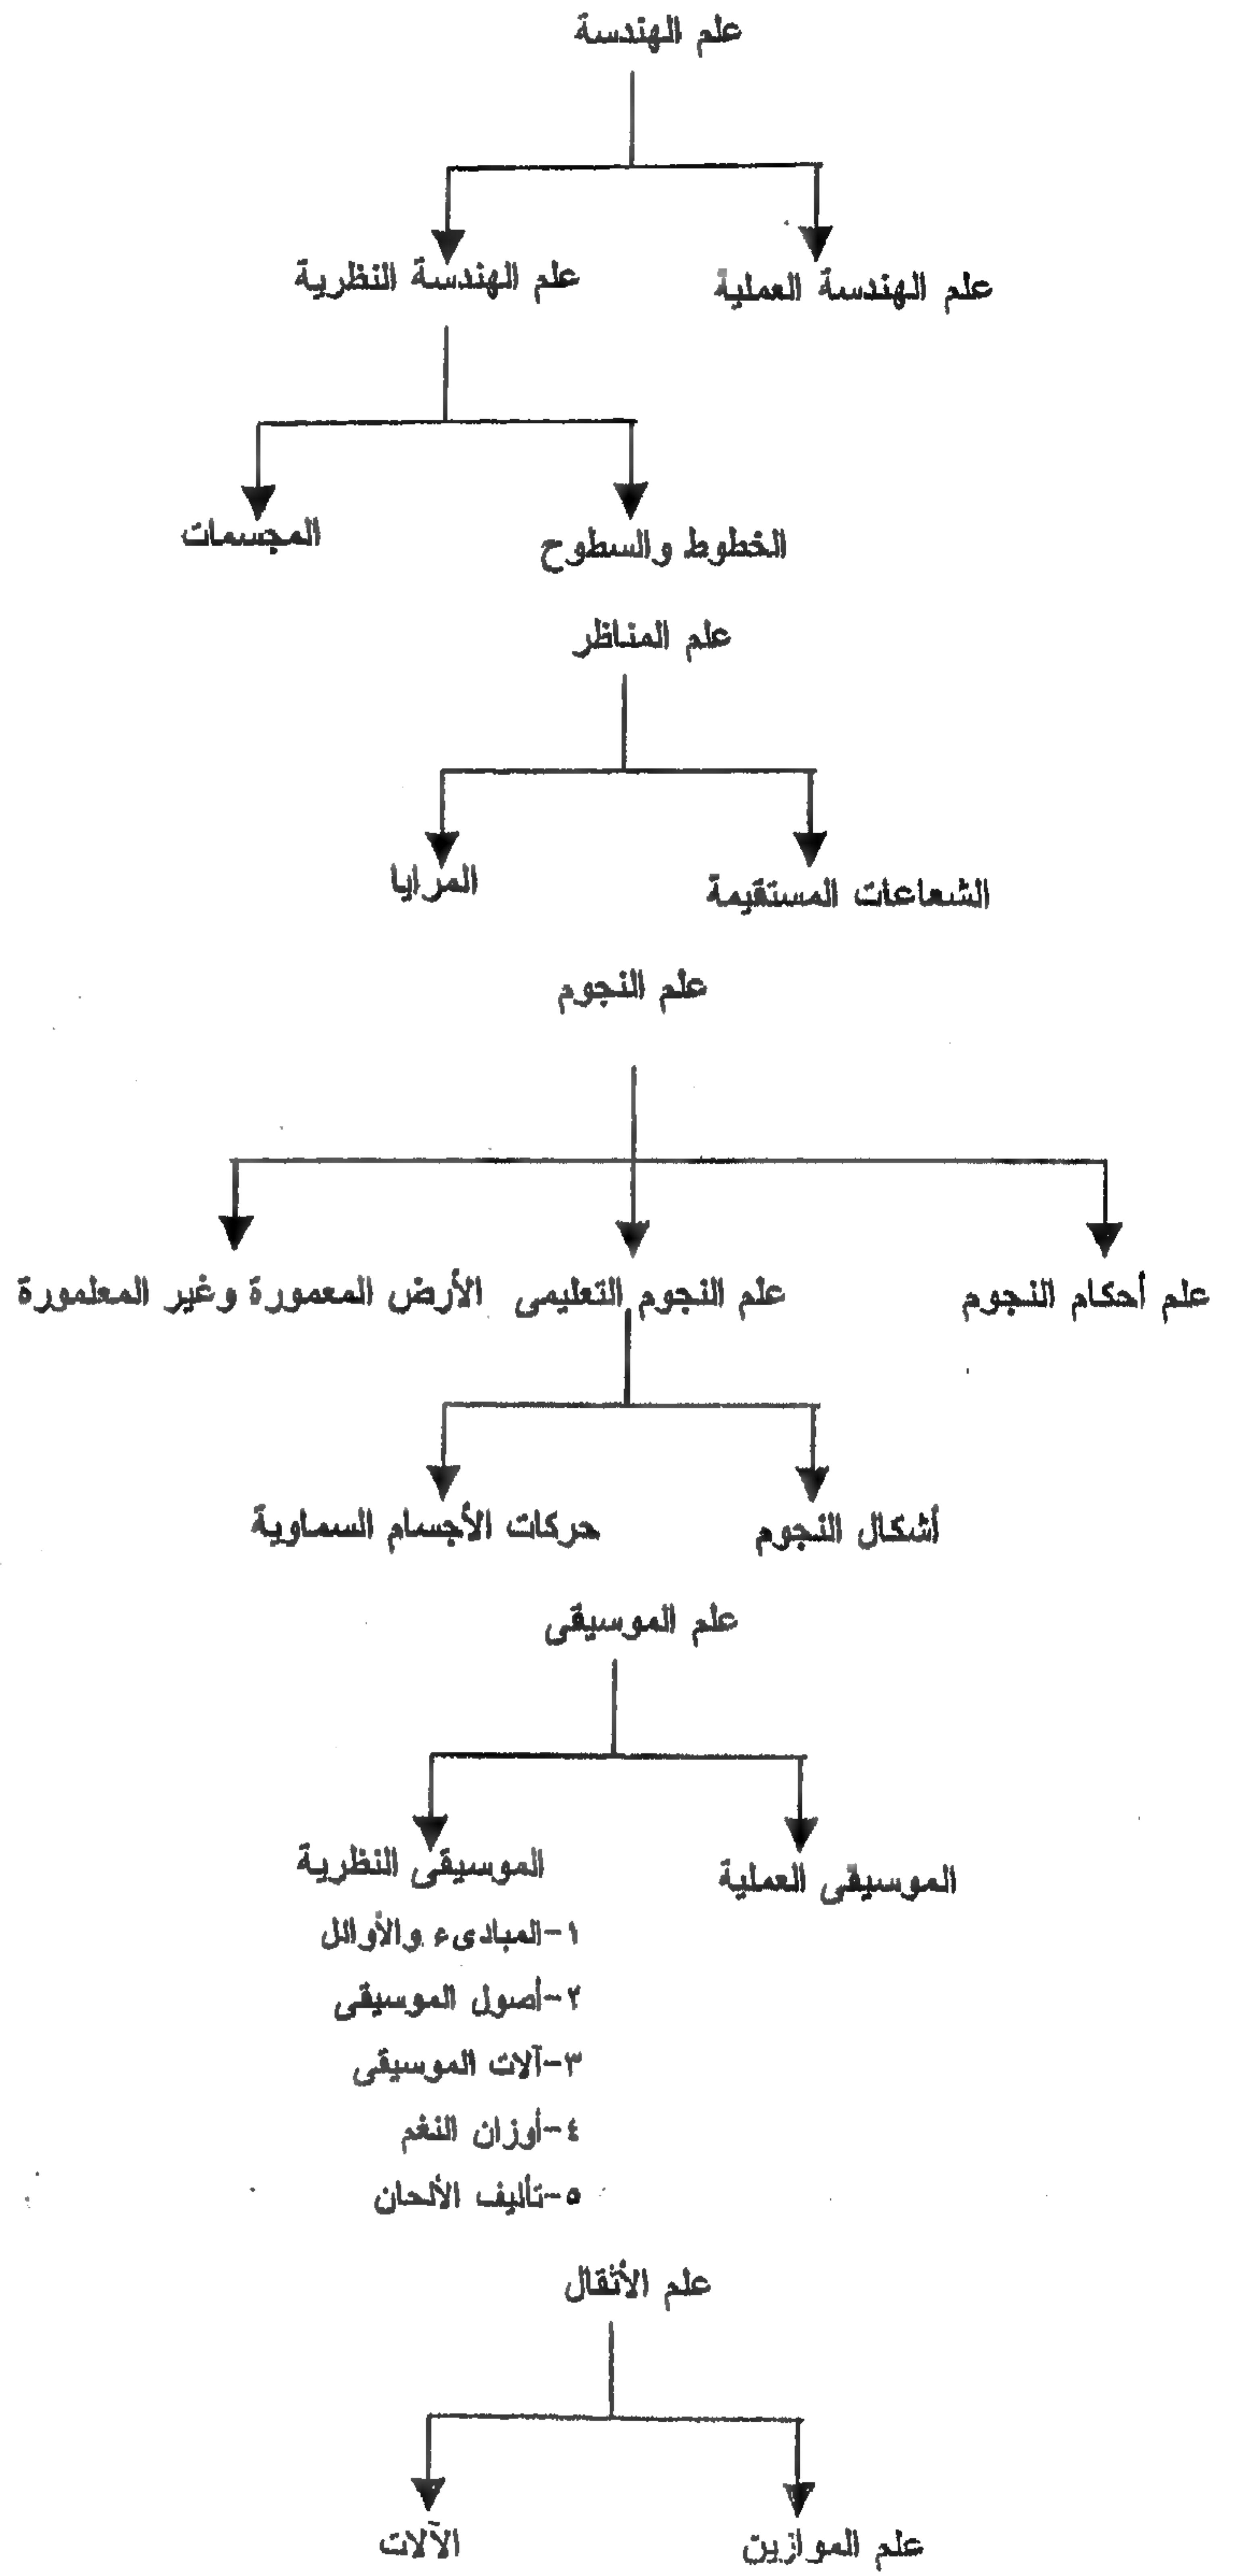 علم الهندسة
علم الهندسة العملية
علم الهندسة النظرية
الخطوط والسطوح
المجسمات
علم المناظر
الشعاعات المستقيمة
المرايا
علم النجوم
علم أحكام النجوم
علم النجوم التعليمى
الأرض المعمورة وغير المعلمورة
أشكال النجوم
حركات الأجسام السماوية
علم الموسيقى
الموسيقى العملية
الموسيقى النظرية
١-المبادىء والأوائل
٢-أصول الموسيقى
٣-آلات الموسيقى
٤-أوزان النغم
٥-تأليف الألحان
علم الأثقال
علم الموازين
الآلات